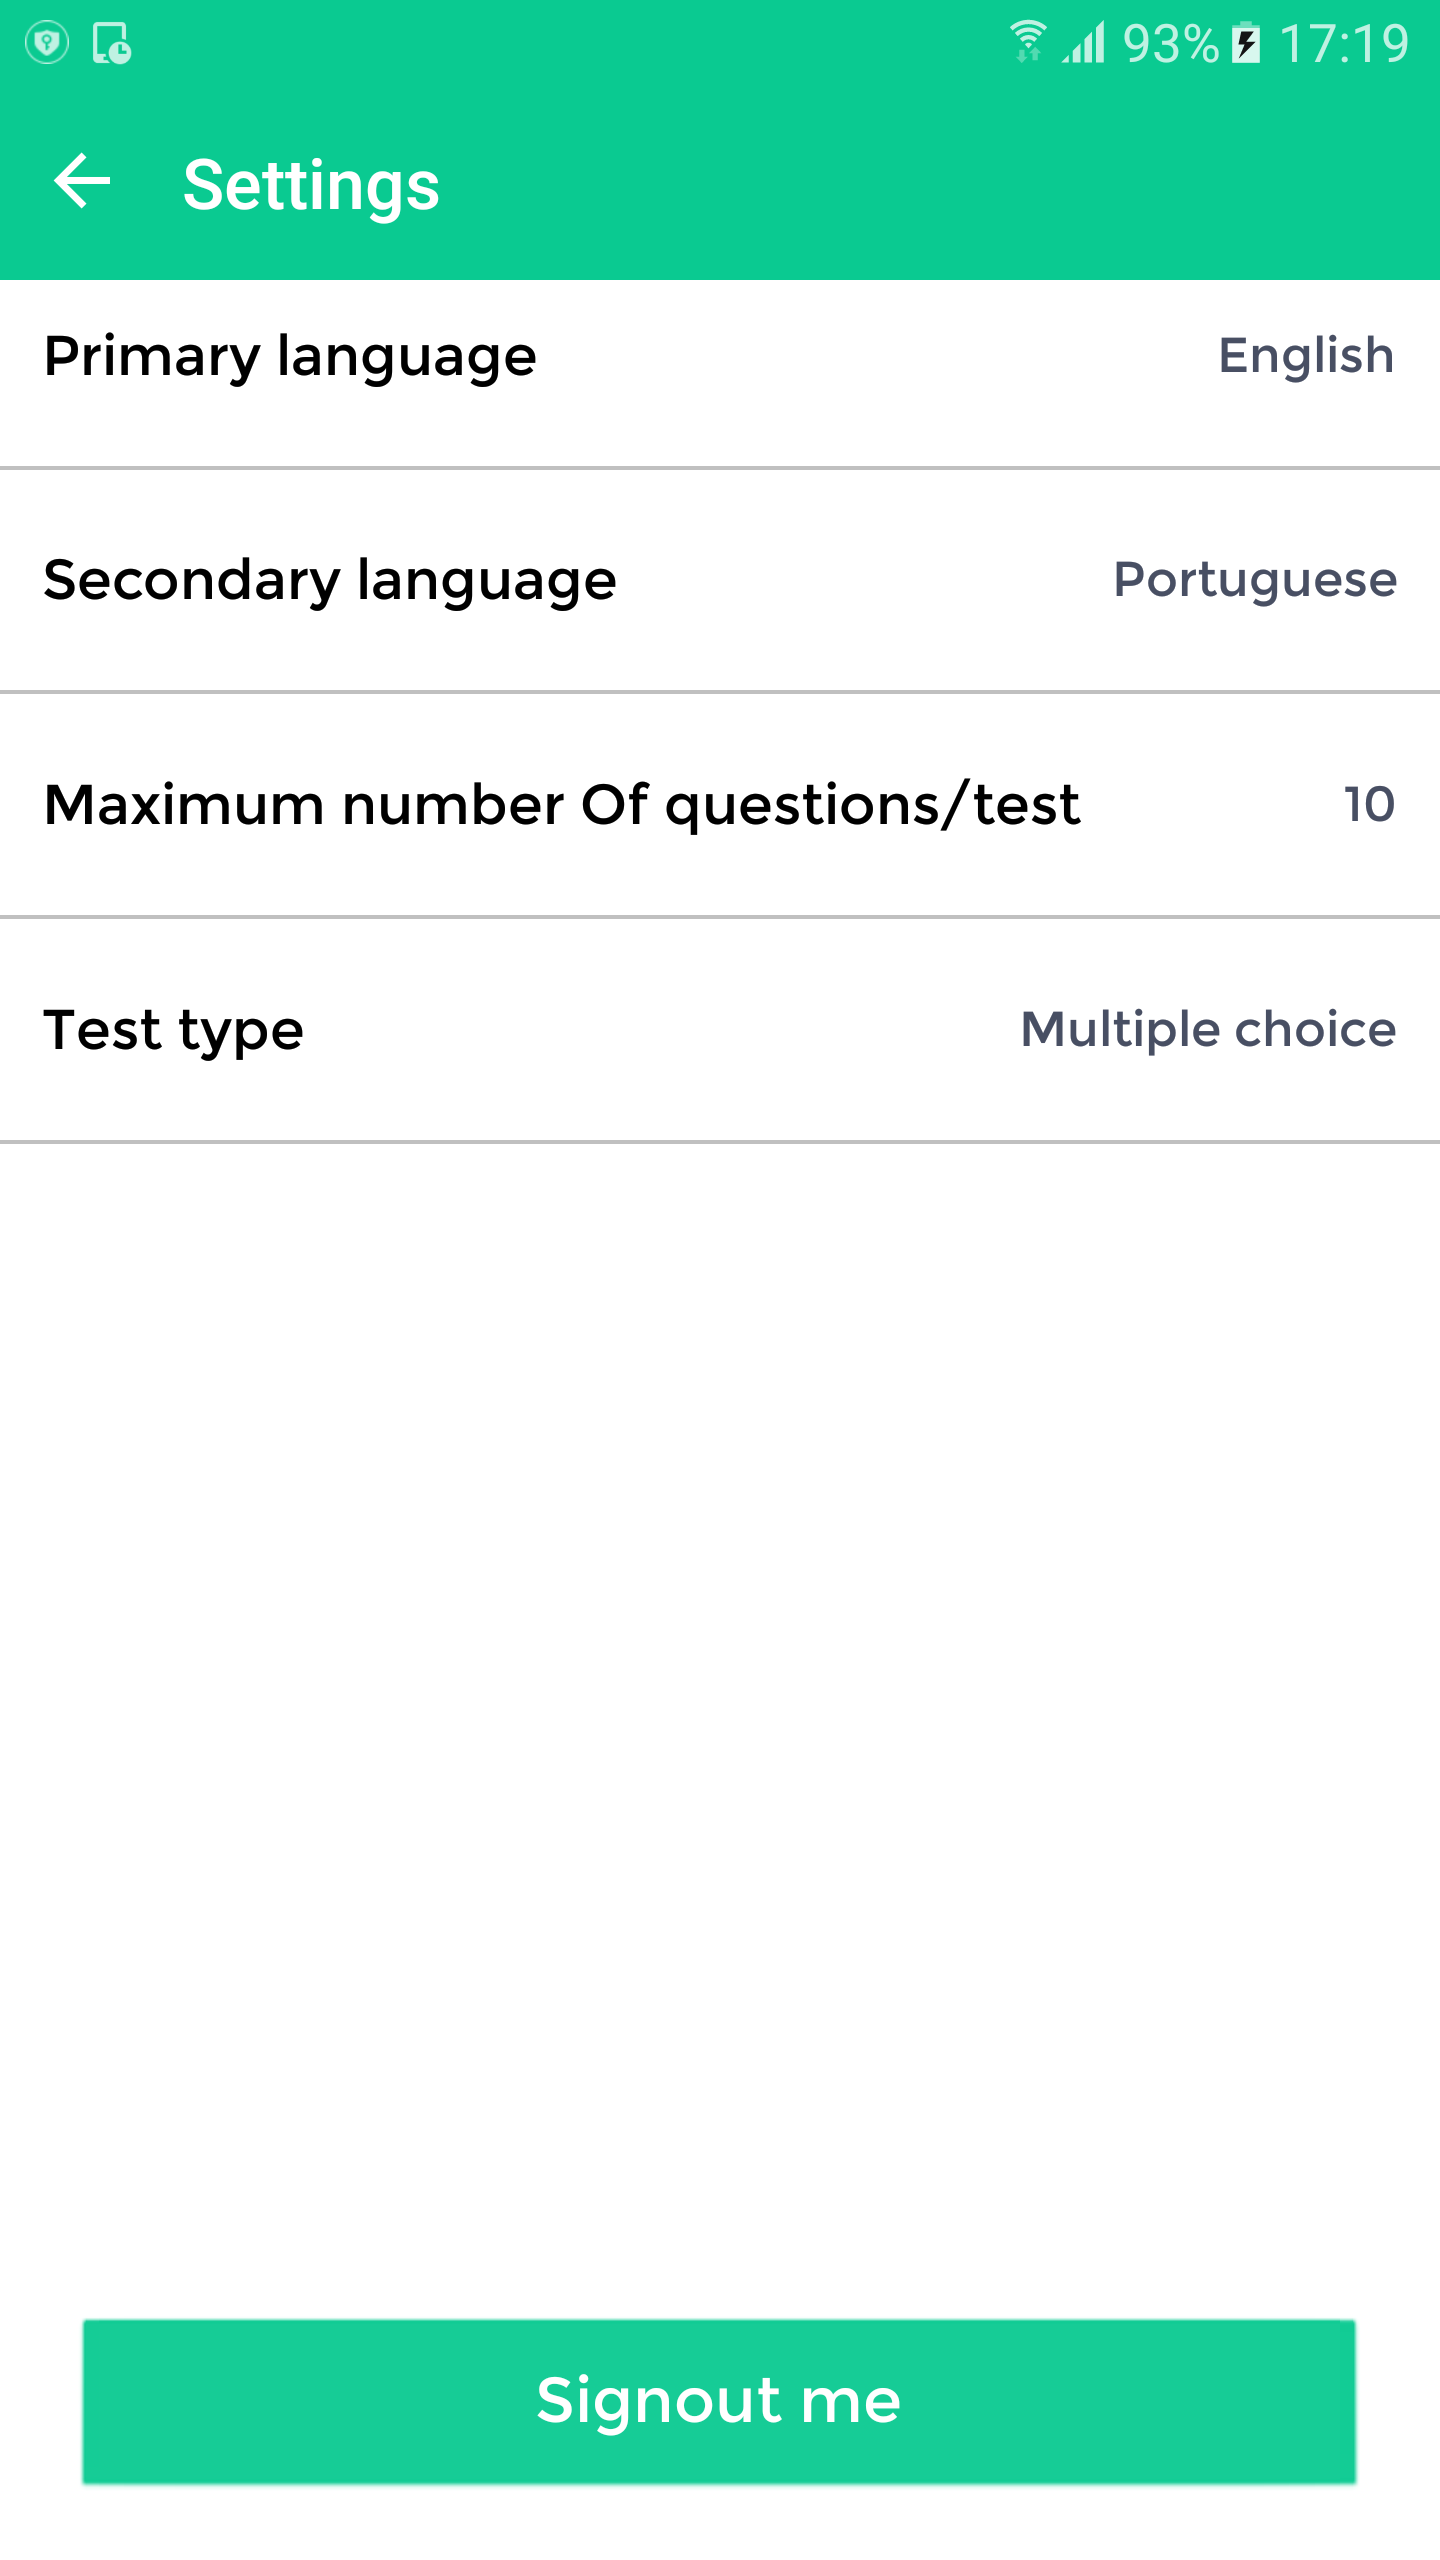 93% 17:19
Settings
Primary language English
Secondary language Portuguese
Maximum number Of questions/test 10
Test type Multiple choice
Signout me